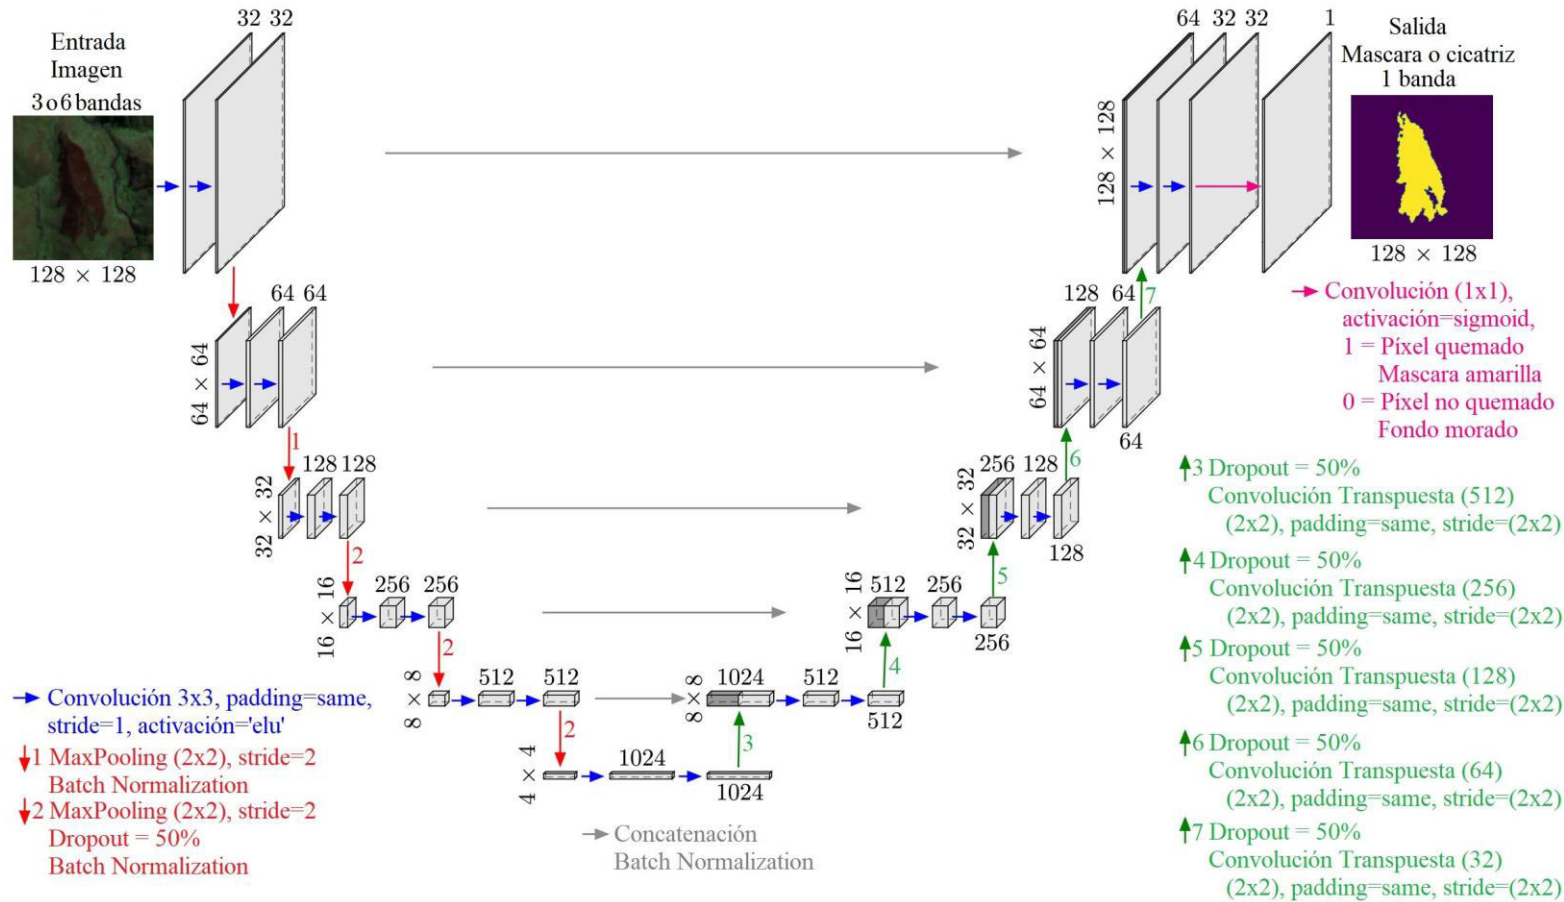 Entrada
Imagen
3 o 6 bandas
128 × 128
32 32
64 64
64 × 64
1
128 128
32 × 32
2
256 256
16 × 16
2
512 512
8 × 8
2
4 × 4
1024
1024
3
1024 512
8 × 8
512
4
512 256
16 × 16
256
5
256 128
32 × 32
128
6
128 64
64 × 64
64
7
64 32 32 1
128 × 128
Salida
Mascara o cicatriz
1 banda
128 × 128
Convolución (1x1),
activación=sigmoid,
1 = Píxel quemado
Mascara amarilla
0 = Píxel no quemado
Fondo morado
3 Dropout = 50%
Convolución Transpuesta (512)
(2x2), padding=same, stride=(2x2)
4 Dropout = 50%
Convolución Transpuesta (256)
(2x2), padding=same, stride=(2x2)
5 Dropout = 50%
Convolución Transpuesta (128)
(2x2), padding=same, stride=(2x2)
6 Dropout = 50%
Convolución Transpuesta (64)
(2x2), padding=same, stride=(2x2)
7 Dropout = 50%
Convolución Transpuesta (32)
(2x2), padding=same, stride=(2x2)
Convolución 3x3, padding=same,
stride=1, activación='elu'
1 MaxPooling (2x2), stride=2
Batch Normalization
2 MaxPooling (2x2), stride=2
Dropout = 50%
Batch Normalization
Concatenación
Batch Normalization